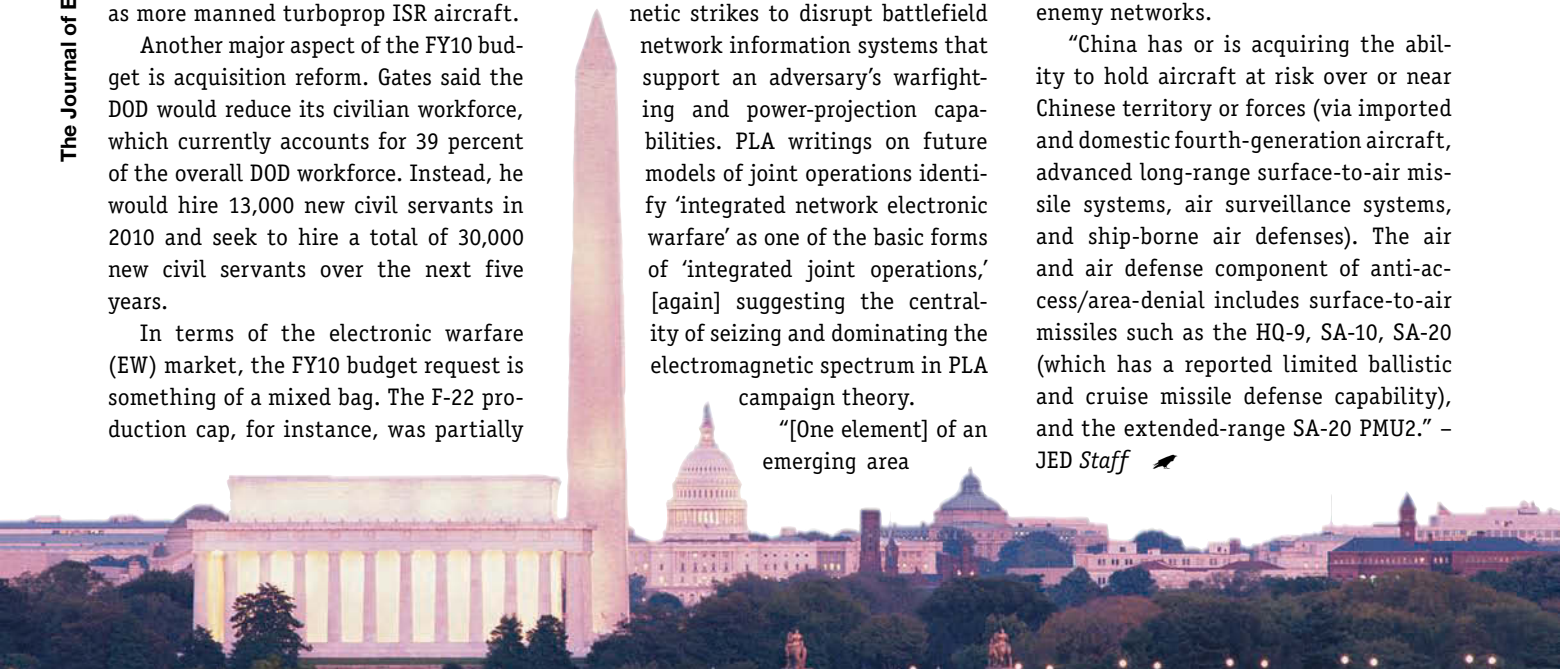 The Journal of E
as more manned turboprop ISR aircraft.
Another major aspect of the FY10 bud-
get is acquisition reform. Gates said the
DOD would reduce its civilian workforce,
which currently accounts for 39 percent
of the overall DOD workforce. Instead, he
would hire 13,000 new civil servants in
2010 and seek to hire a total of 30,000
new civil servants over the next five
years.
In terms of the electronic warfare
(EW) market, the FY10 budget request is
something of a mixed bag. The F-22 pro-
duction cap, for instance, was partially
netic strikes to disrupt battlefield
network information systems that
support an adversary’s warfight-
ing and power-projection capa-
bilities. PLA writings on future
models of joint operations identi-
fy ‘integrated network electronic
warfare’ as one of the basic forms
of ‘integrated joint operations,’
[again] suggesting the central-
ity of seizing and dominating the
electromagnetic spectrum in PLA
campaign theory.
“[One element] of an
emerging area
enemy networks.
“China has or is acquiring the abil-
ity to hold aircraft at risk over or near
Chinese territory or forces (via imported
and domestic fourth-generation aircraft,
advanced long-range surface-to-air mis-
sile systems, air surveillance systems,
and ship-borne air defenses). The air
and air defense component of anti-ac-
cess/area-denial includes surface-to-air
missiles such as the HQ-9, SA-10, SA-20
(which has a reported limited ballistic
and cruise missile defense capability),
and the extended-range SA-20 PMU2.” –
JED Staff